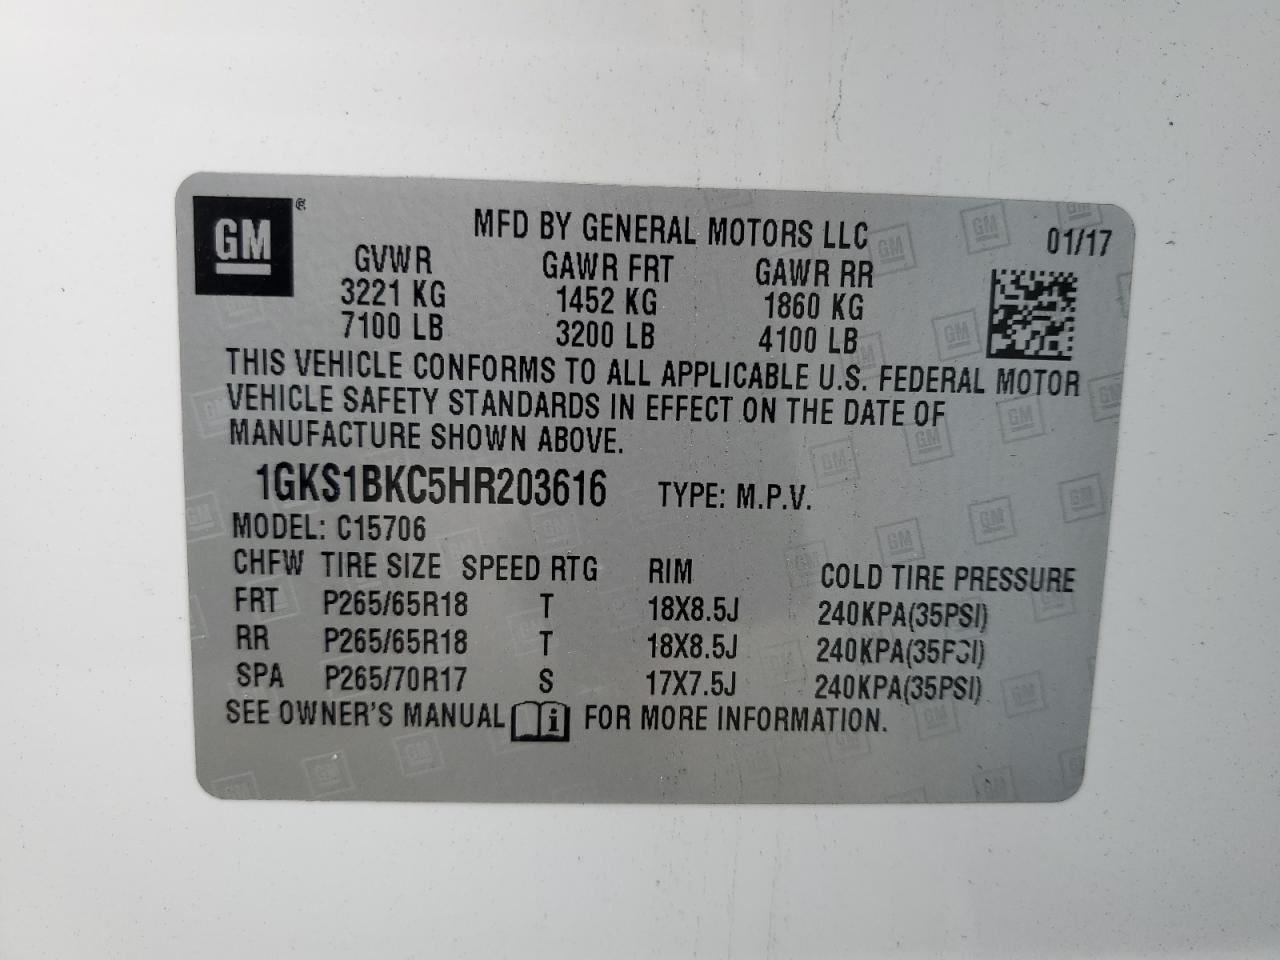 GM ®
MFD BY GENERAL MOTORS LLC 01/17
GVWR GAWR FRT GAWR RR
3221 KG 1452 KG 1860 KG
7100 LB 3200 LB 4100 LB
THIS VEHICLE CONFORMS TO ALL APPLICABLE U.S. FEDERAL MOTOR
VEHICLE SAFETY STANDARDS IN EFFECT ON THE DATE OF
MANUFACTURE SHOWN ABOVE.
1GKS1BKC5HR203616 TYPE: M.P.V.
MODEL: C15706
CHFW TIRE SIZE SPEED RTG RIM COLD TIRE PRESSURE
FRT P265/65R18 T 18X8.5J 240KPA(35PSI)
RR P265/65R18 T 18X8.5J 240KPA(35PSI)
SPA P265/70R17 S 17X7.5J 240KPA(35PSI)
SEE OWNER'S MANUAL i FOR MORE INFORMATION.